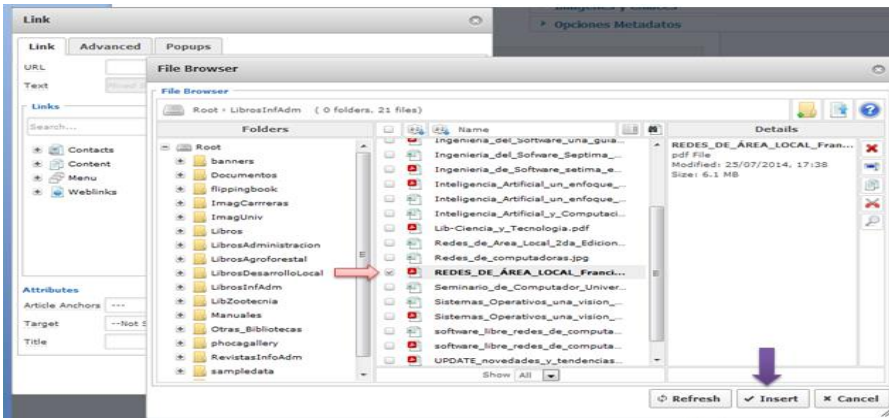 Imágenes y enlaces
Opciones Metadatos
Link
Link Advanced Popups
URL
Text
Links
Search...
Contacts
Content
Menu
Weblinks
Attributes
Article Anchors ---
Target --Not S
Title
File Browser
File Browser
Root › LibrosInfAdm ( 0 folders, 21 files)
Folders
Root
banners
Documentos
flippingbook
ImagCarrreras
ImagUniv
Libros
LibrosAdministracion
LibrosAgroforestal
LibrosDesarrolloLocal
LibrosInfAdm
LibZootecnia
Manuales
Otras_Bibliotecas
phocagallery
RevistasInfoAdm
sampledata
Name
Ingenieria_del_Software_una_guia...
Ingenieria_del_Sofware_Septima_...
Ingenieria_de_Software_setima_e...
Inteligencia_Artificial_un_enfoque_...
Inteligencia_Artificial_un_enfoque_...
Inteligencia_Artificial_y_Computaci...
Lib-Ciencia_y_Tecnologia.pdf
Redes_de_Area_Local_2da_Edicion...
Redes_de_computadoras.jpg
REDES_DE_ÁREA_LOCAL_Franci...
Seminario_de_Computador_Univer...
Sistemas_Operativos_una_vision_...
Sistemas_Operativos_una_vision_...
software_libre_redes_de_computa...
software_libre_redes_de_computa...
UPDATE_novedades_y_tendencias...
Show All
Details
REDES_DE_ÁREA_LOCAL_Fran...
pdf File
Modified: 25/07/2014, 17:38
Size: 6.1 MB
Refresh Insert Cancel